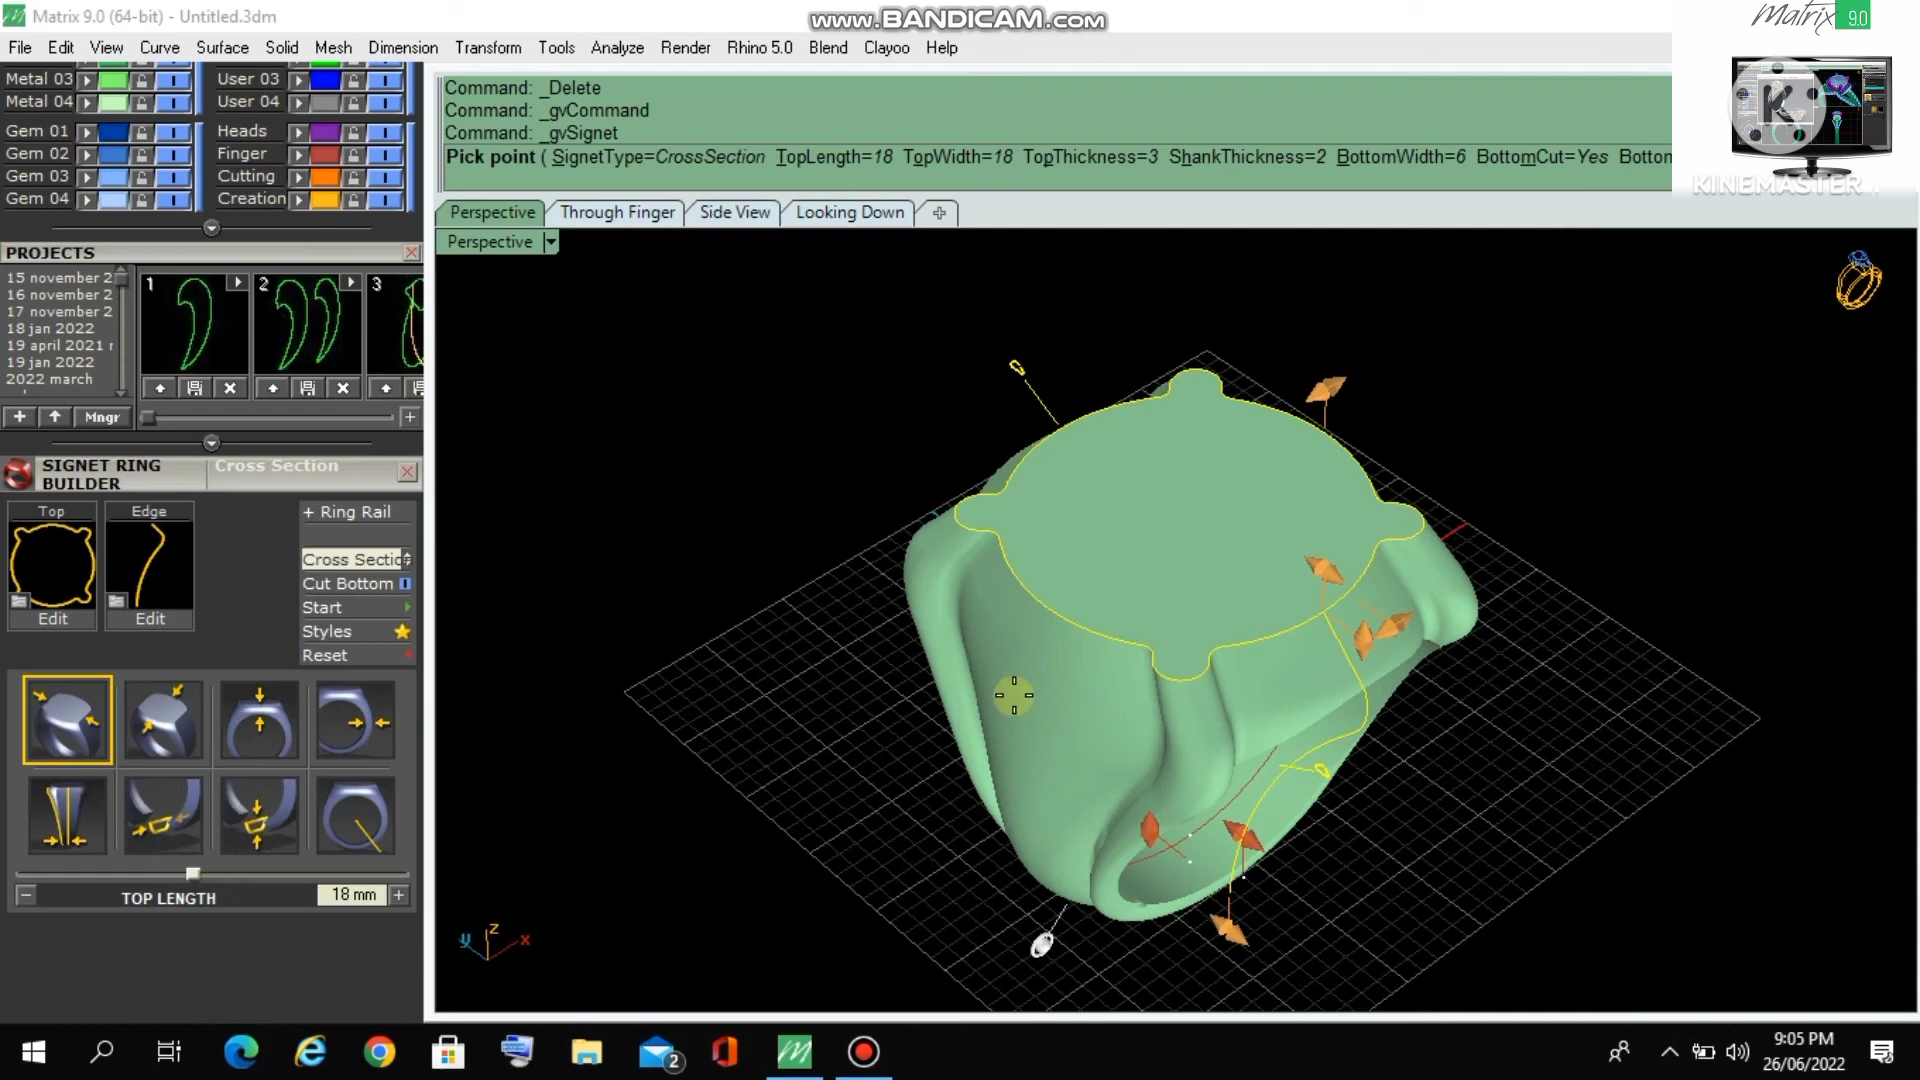 Matrix 9.0 (64-bit) - Untitled.3dm
www.BANDICAM.com
Matrix 9.0
File Edit View Curve Surface Solid Mesh Dimension Transform Tools Analyze Render Rhino 5.0 Blend Clayoo Help
Metal 03 User 03
Metal 04 User 04
Gem 01 Heads
Gem 02 Finger
Gem 03 Cutting
Gem 04 Creation
Command: _Delete
Command: _gvCommand
Command: _gvSignet
Pick point ( SignetType=CrossSection TopLength=18 TopWidth=18 TopThickness=3 ShankThickness=2 BottomWidth=6 BottomCut=Yes Bottom
K
KINEMASTER
Perspective Through Finger Side View Looking Down
Perspective
PROJECTS
15 november 2
16 november 2
17 november 2
18 jan 2022
19 april 2021 r
19 jan 2022
2022 march
1 2 3
Mngr
SIGNET RING BUILDER
Cross Section
Top Edge
Edit Edit
+ Ring Rail
Cross Sectic
Cut Bottom
Start
Styles
Reset
TOP LENGTH 18 mm
z
y x
2
9:05 PM
26/06/2022